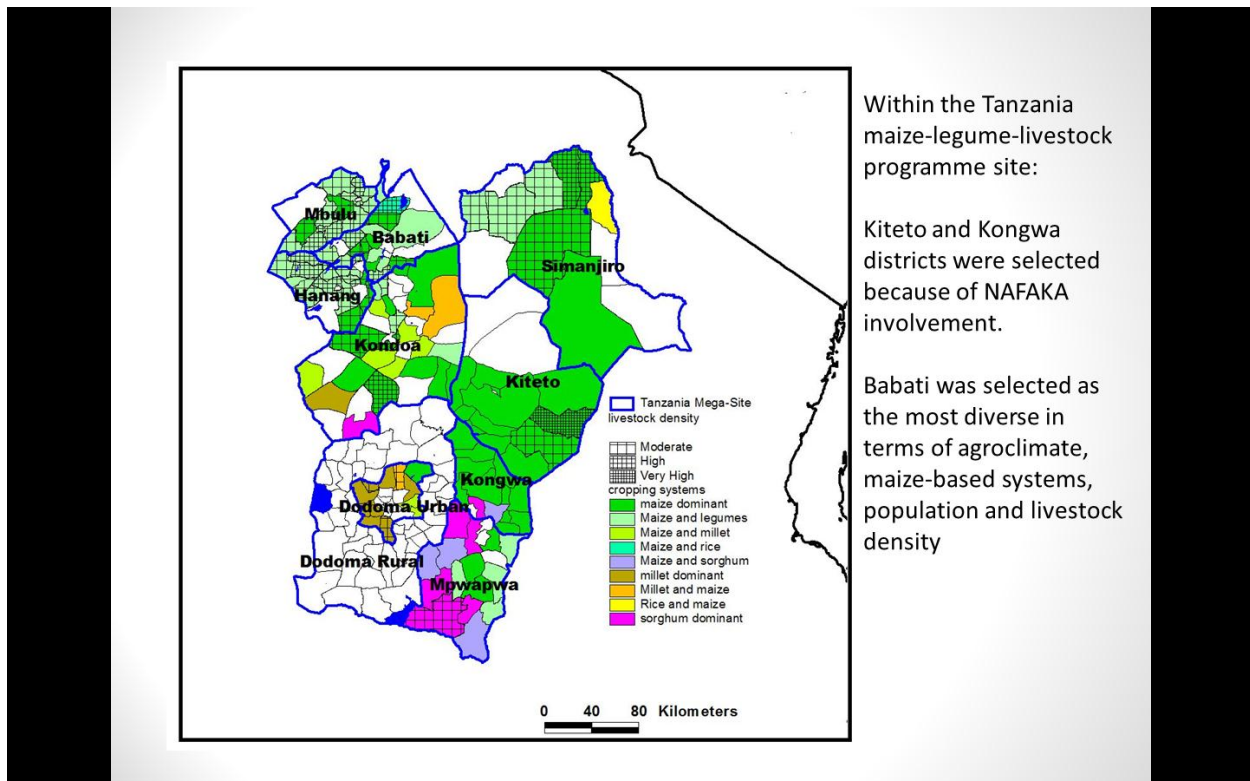 Within the Tanzania
maize-legume-livestock
programme site:
Kiteto and Kongwa
districts were selected
because of NAFAKA
involvement.
Babati was selected as
the most diverse in
terms of agroclimate,
maize-based systems,
population and livestock
density
Mbulu
Babati
Hanang
Simanjiro
Kondoa
Kiteto
Kongwa
Dodoma Urban
Dodoma Rural
Mpwapwa
Tanzania Mega-Site
livestock density
Moderate
High
Very High
cropping systems
maize dominant
Maize and legumes
Maize and millet
Maize and rice
Maize and sorghum
millet dominant
Millet and maize
Rice and maize
sorghum dominant
0 40 80 Kilometers